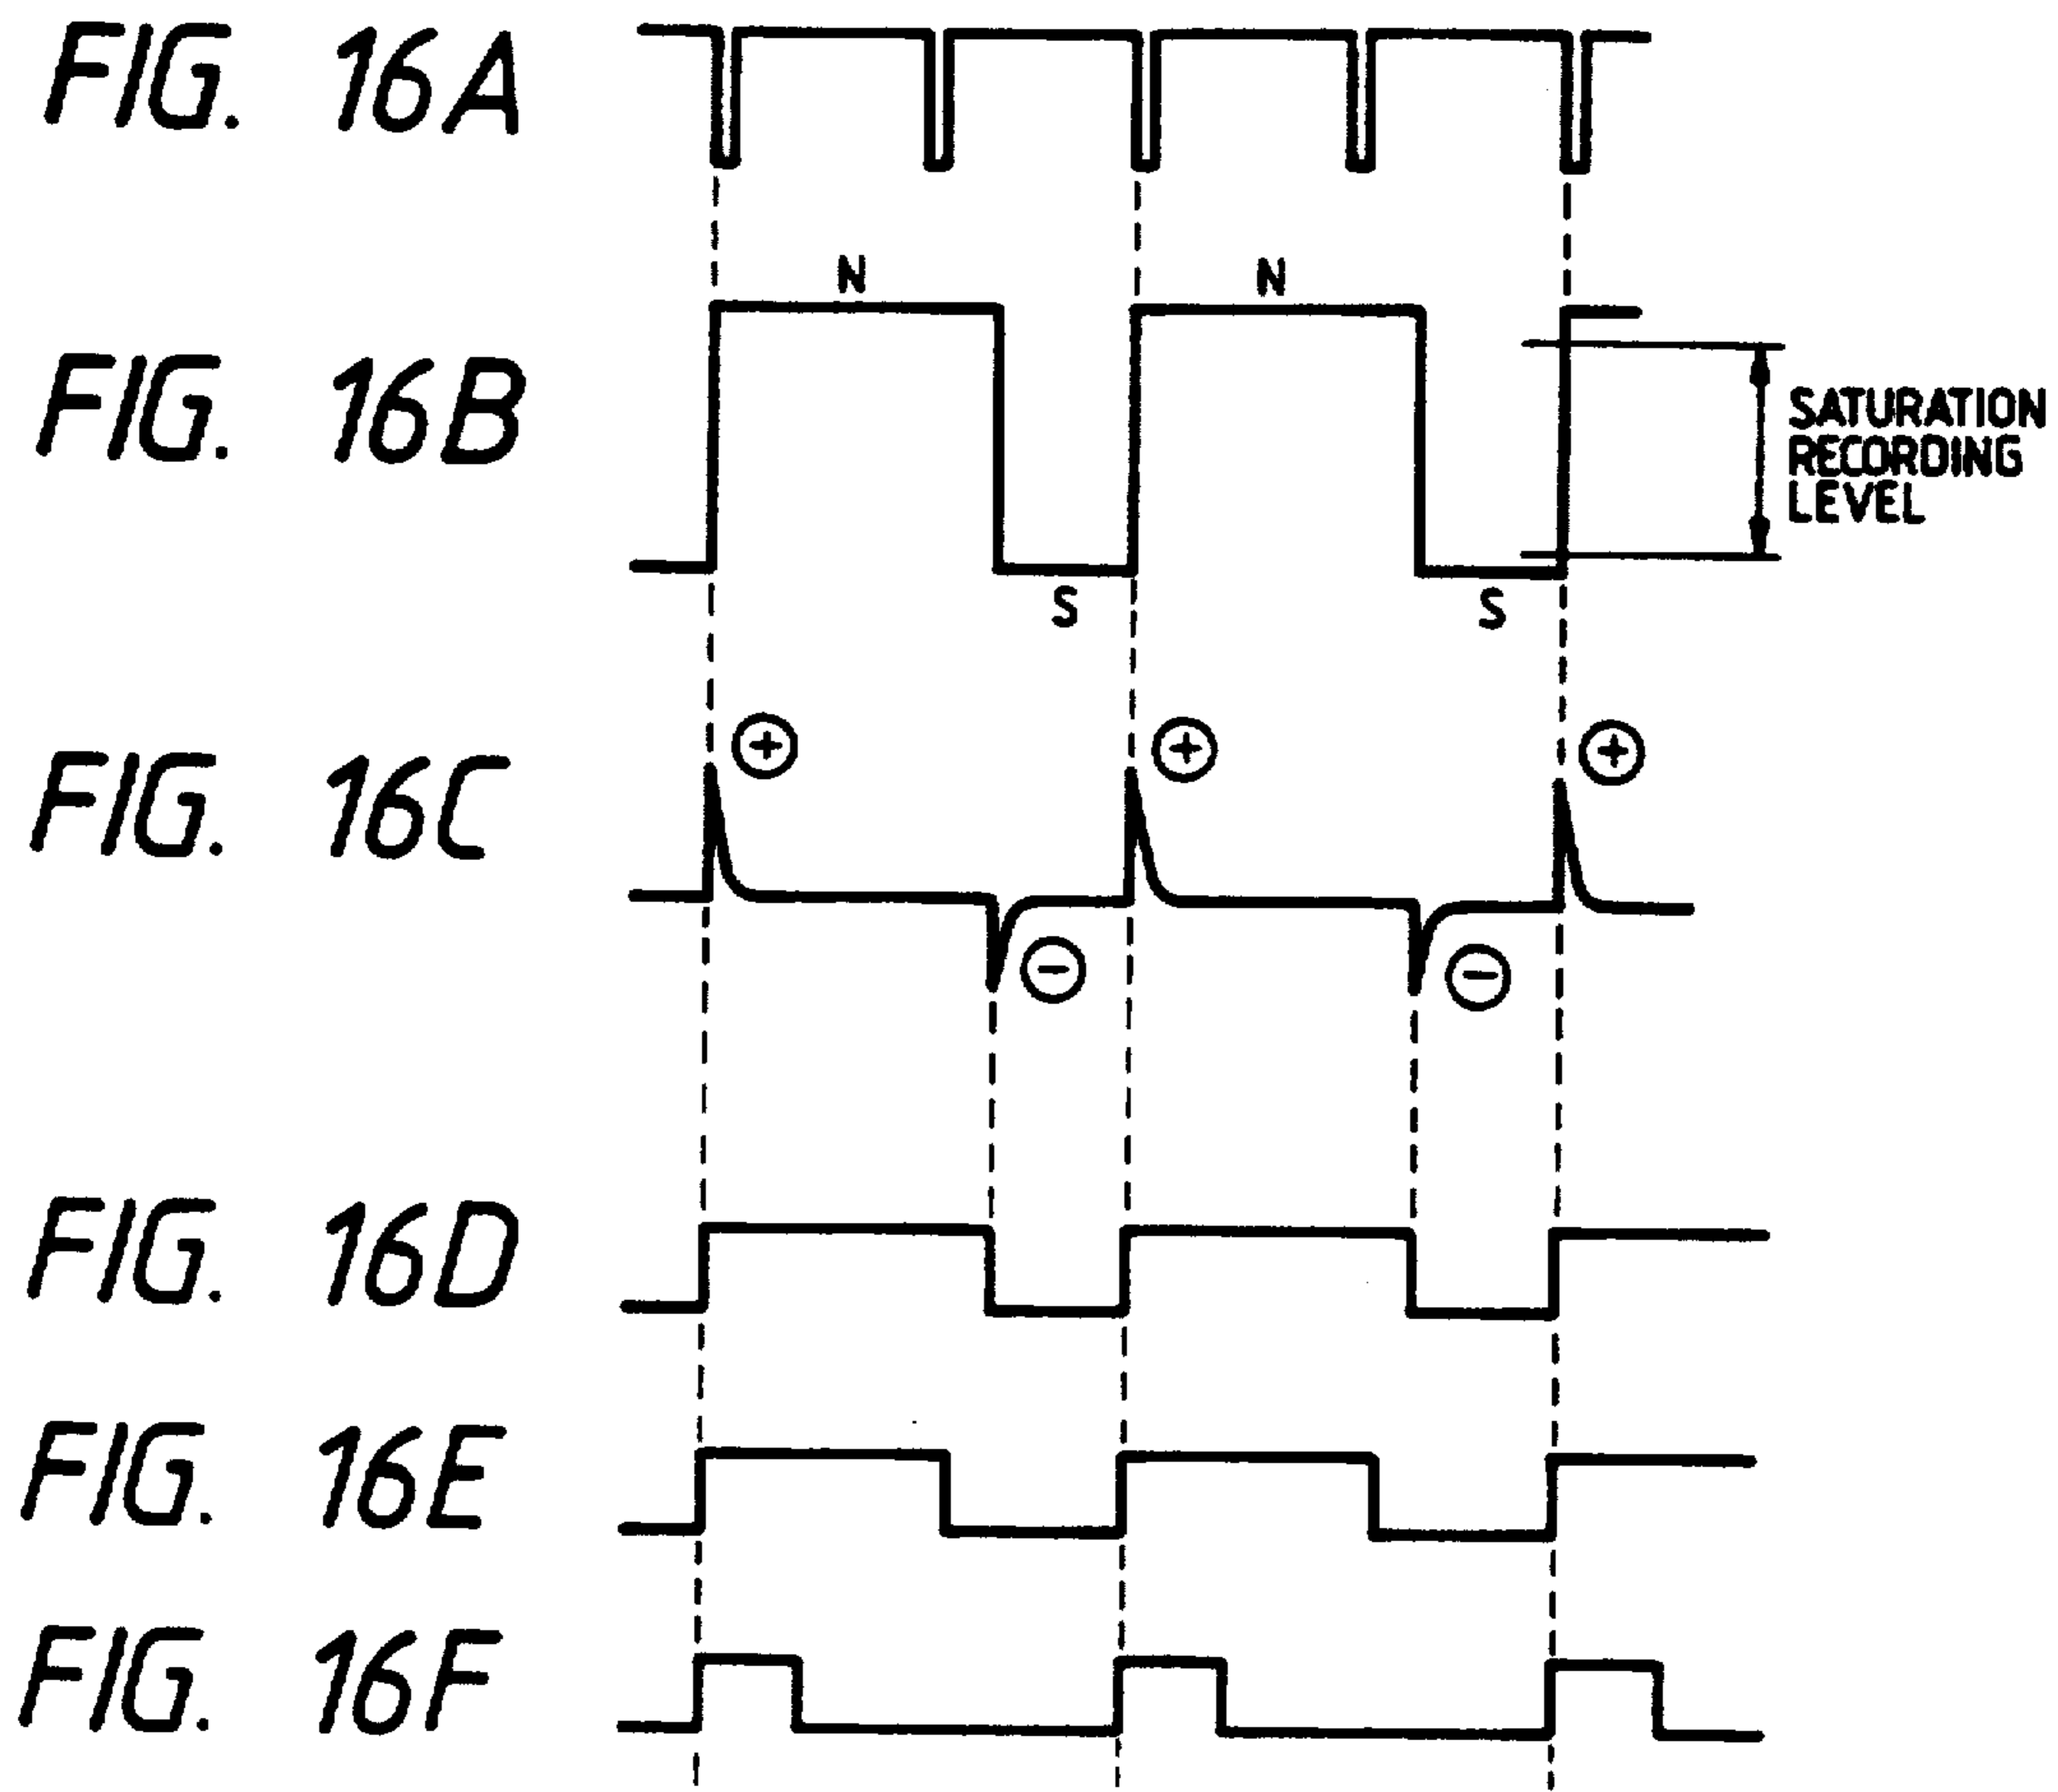 FIG. 16A
N N
FIG. 16B
SATURATION
RECORDING
LEVEL
S S
+ + +
FIG. 16C
− −
FIG. 16D
FIG. 16E
FIG. 16F